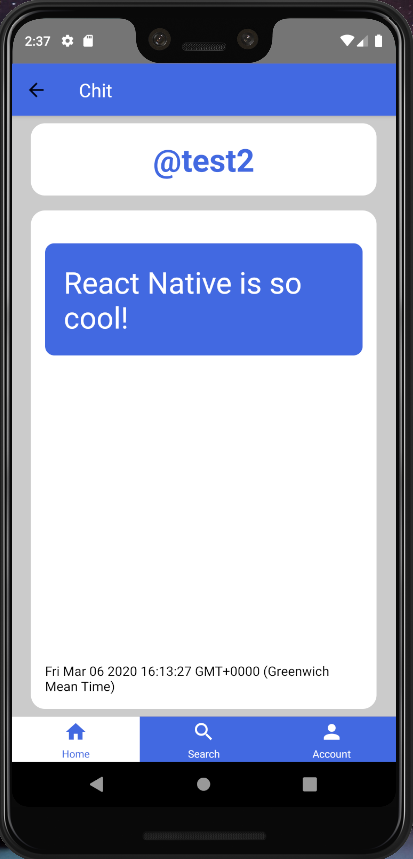 2:37
Chit
@test2
React Native is so
cool!
Fri Mar 06 2020 16:13:27 GMT+0000 (Greenwich
Mean Time)
Home
Search
Account